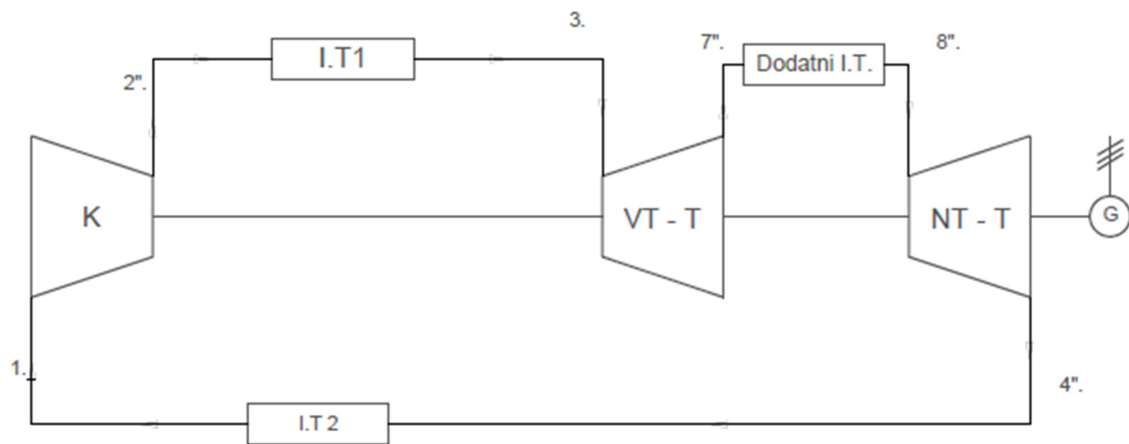 3.
I.T1
7".
8".
Dodatni I.T.
2".
K
VT - T
NT - T
G
1.
4".
I.T 2